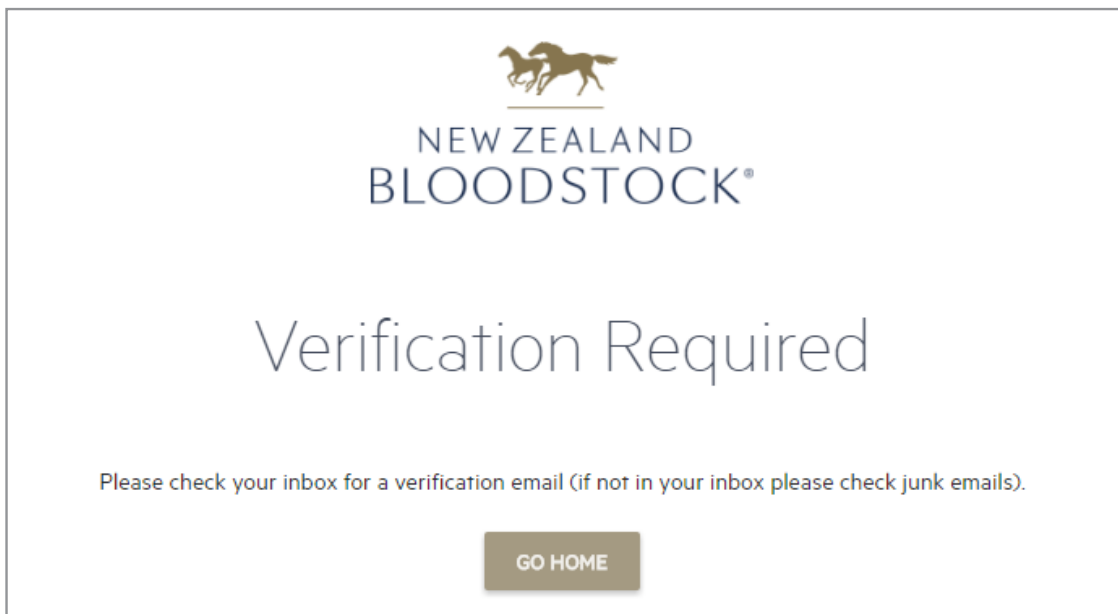 NEW ZEALAND
BLOODSTOCK®
Verification Required
Please check your inbox for a verification email (if not in your inbox please check junk emails).
GO HOME